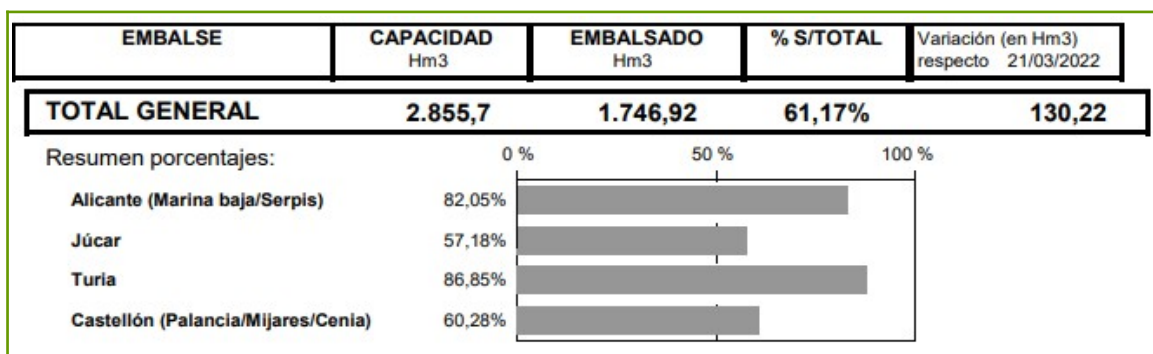 EMBALSE CAPACIDAD EMBALSADO % S/TOTAL Variación (en Hm3)
Hm3 Hm3 respecto 21/03/2022
TOTAL GENERAL 2.855,7 1.746,92 61,17% 130,22
Resumen porcentajes: 0 % 50 % 100 %
Alicante (Marina baja/Serpis) 82,05%
Júcar 57,18%
Turia 86,85%
Castellón (Palancia/Mijares/Cenia) 60,28%